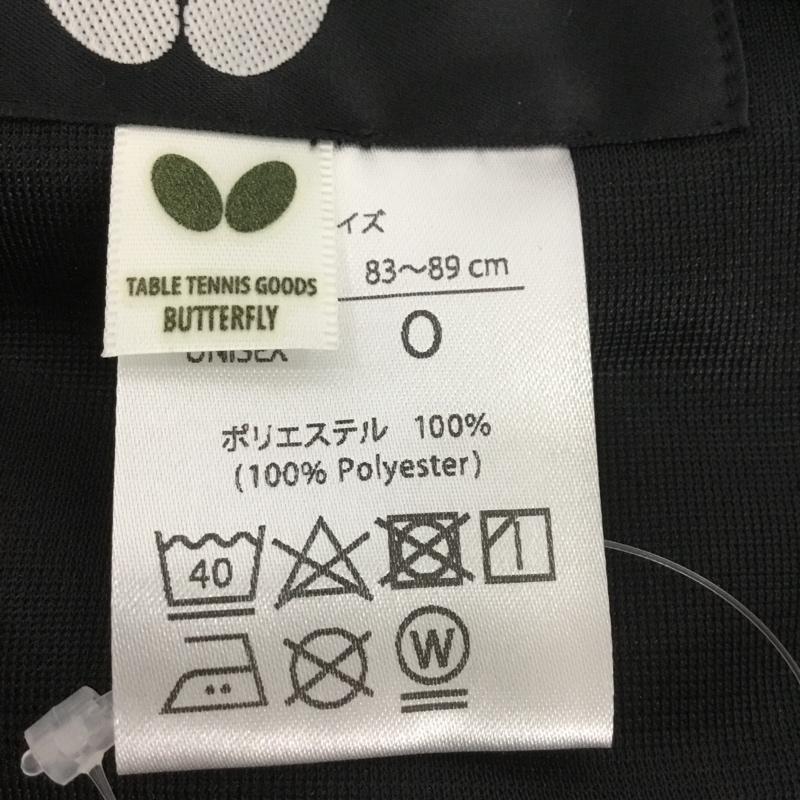 TABLE TENNIS GOODS
BUTTERFLY
イズ
83〜89 cm
UNISEX
O
ポリエステル 100%
(100% Polyester)
40
W